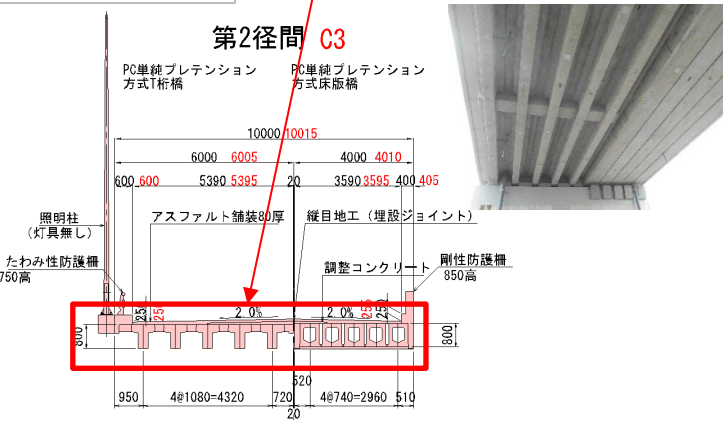 第2径間 C3
PC単純プレテンション
方式T桁橋
PC単純プレテンション
方式床版橋
10000 10015
6000 6005
4000 4010
600 600
5390 5395
20
3590 3595
400 405
照明柱
(灯具無し)
アスファルト舗装80厚
縦目地工(埋設ジョイント)
たわみ性防護柵
750高
調整コンクリート
剛性防護柵
850高
250
250
2.0%
2.0%
250
250
800
800
520
950
4@1080=4320
720
4@740=2960
510
20